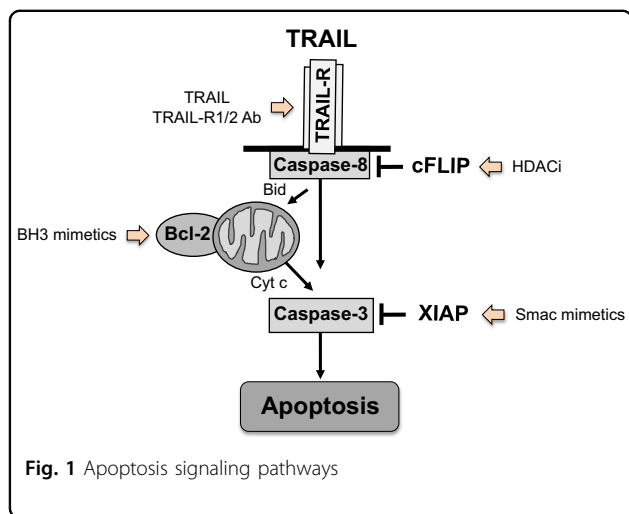 TRAIL
TRAIL-R
TRAIL
TRAIL-R1/2 Ab
Caspase-8
cFLIP
HDACi
Bid
BH3 mimetics
Bcl-2
Cyt c
Caspase-3
XIAP
Smac mimetics
Apoptosis
Fig. 1 Apoptosis signaling pathways